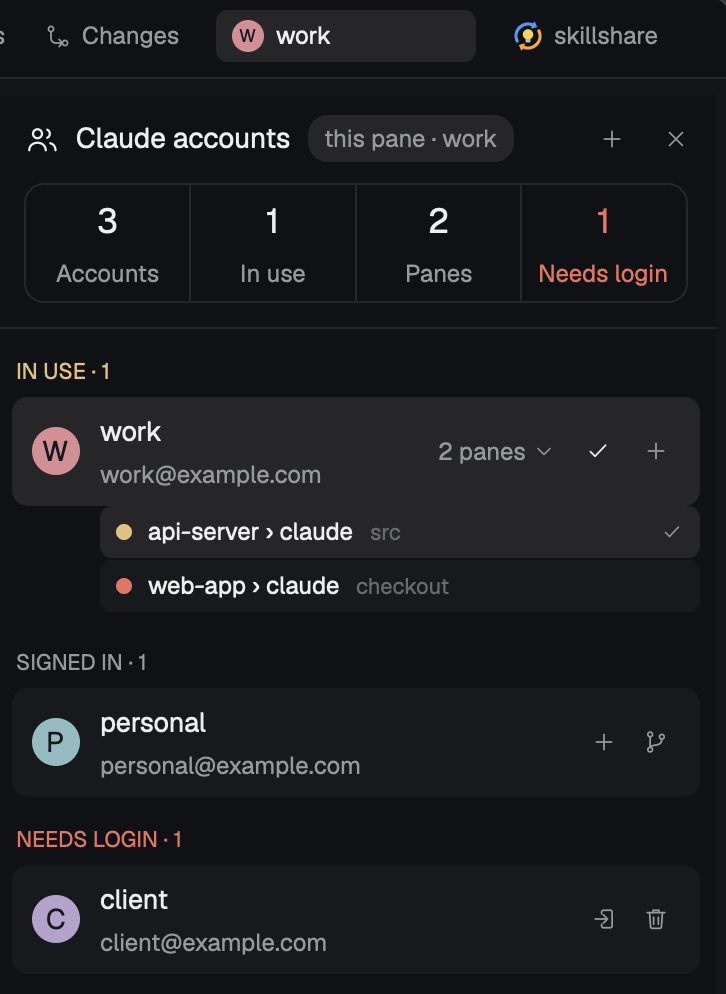 s
Changes
W
work
skillshare
Claude accounts
this pane · work
3
1
2
1
Accounts
In use
Panes
Needs login
IN USE · 1
W
work
work@example.com
2 panes
api-server › claude src
web-app › claude checkout
SIGNED IN · 1
P
personal
personal@example.com
NEEDS LOGIN · 1
C
client
client@example.com